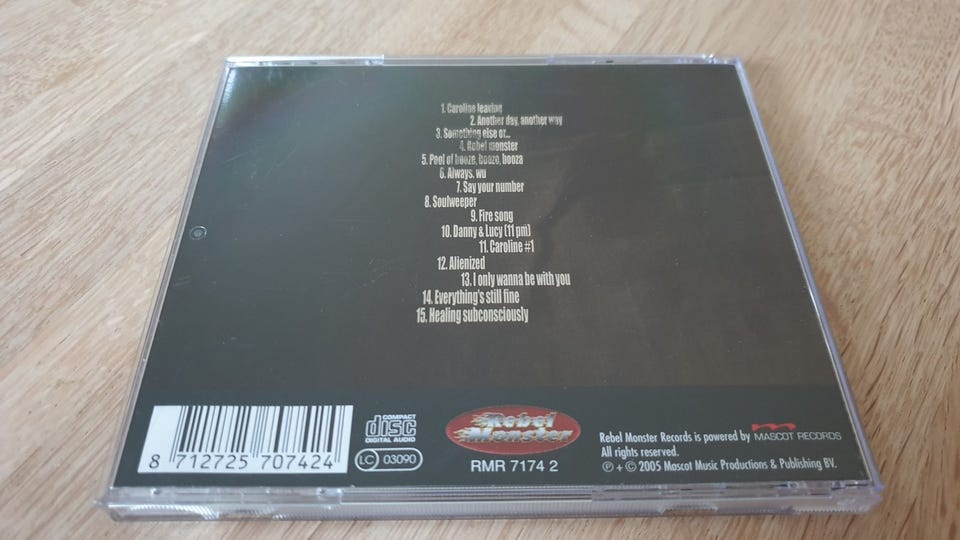 1. Caroline leaving
2. Another day, another way
3. Something else or...
4. Rebel monster
5. Pool of booze, booze, booza
6. Always. wu
7. Say your number
8. Soulweeper
9. Fire song
10. Danny & Lucy (11 pm)
11. Caroline #1
12. Alienized
13. I only wanna be with you
14. Everything's still fine
15. Healing subconsciously
8 712725 707424
COMPACT
disc
DIGITAL AUDIO
LC 03090
Rebel
Monster
RMR 7174 2
Rebel Monster Records is powered by MASCOT RECORDS
All rights reserved.
℗ + © 2005 Mascot Music Productions & Publishing BV.